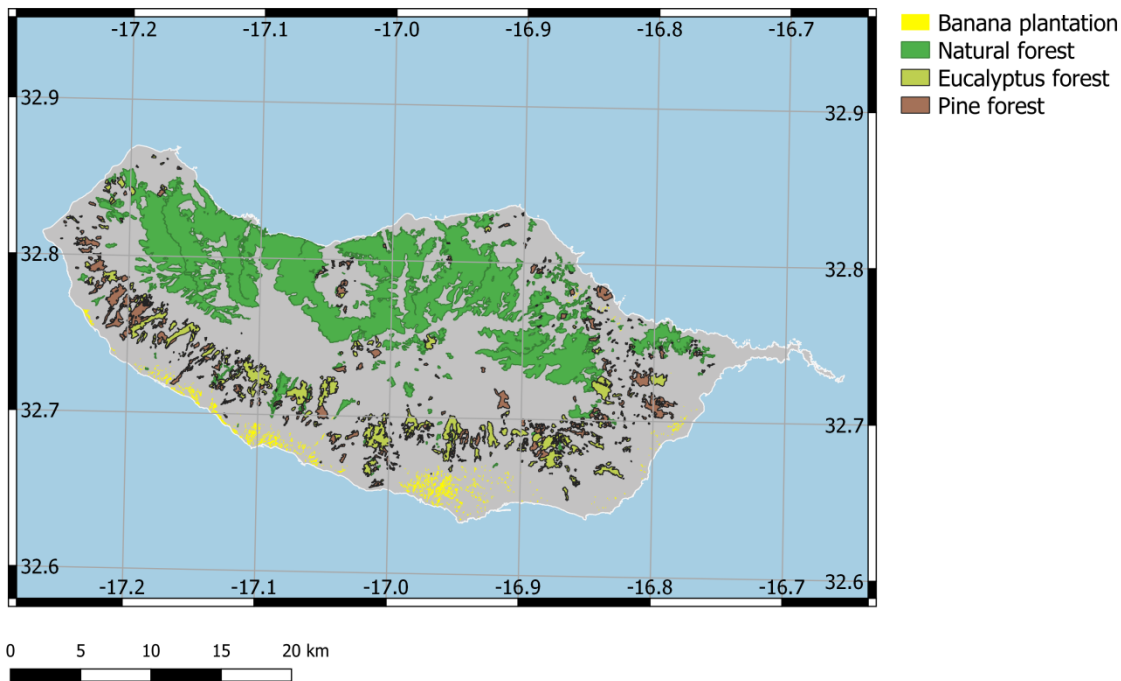 -17.2 -17.1 -17.0 -16.9 -16.8 -16.7
Banana plantation
Natural forest
Eucalyptus forest
Pine forest
32.9 32.9
32.8 32.8
32.7 32.7
32.6 32.6
-17.2 -17.1 -17.0 -16.9 -16.8 -16.7
0 5 10 15 20 km